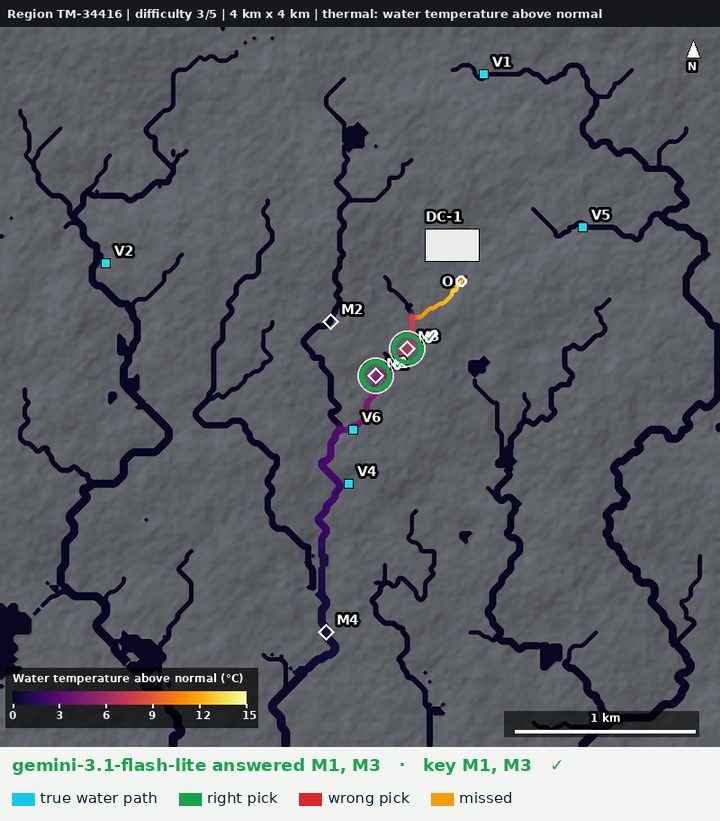 Region TM-34416 | difficulty 3/5 | 4 km x 4 km | thermal: water temperature above normal
V1
N
DC-1
V5
V2
O
M2
M3
V6
V4
M4
Water temperature above normal (°C)
0 3 6 9 12 15
1 km
gemini-3.1-flash-lite answered M1, M3 · key M1, M3 ✓
true water path right pick wrong pick missed